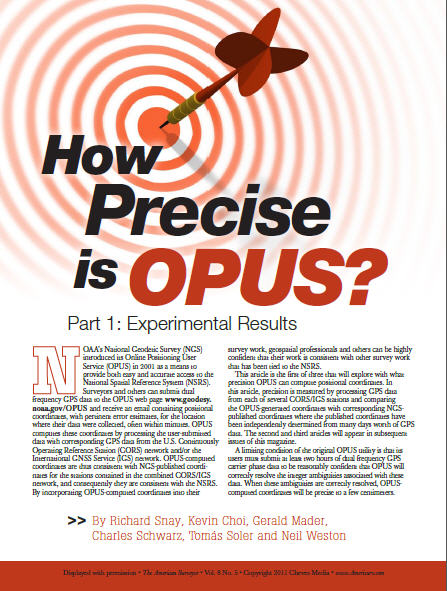 How
Precise
is OPUS?
Part 1: Experimental Results
NOAA's National Geodetic Survey (NGS)
introduced its Online Positioning User
Service (OPUS) in 2001 as a means to
provide both easy and accurate access to the
National Spatial Reference System (NSRS).
Surveyors and others can submit dual
frequency GPS data to the OPUS web page www.geodesy.
noaa.gov/OPUS and receive an email containing positional
coordinates, with pertinent error estimates, for the location
where their data were collected, often within minutes. OPUS
computes these coordinates by processing the user-submitted
data with corresponding GPS data from the U.S. Continuously
Operating Reference Station (CORS) network and/or the
International GNSS Service (IGS) network. OPUS-computed
coordinates are thus consistent with NGS-published coordi-
nates for the stations contained in the combined CORS/IGS
network, and consequently they are consistent with the NSRS.
By incorporating OPUS-computed coordinates into their
survey work, geospatial professionals and others can be highly
confident that their work is consistent with other survey work
that has been tied to the NSRS.
This article is the first of three that will explore with what
precision OPUS can compute positional coordinates. In
this article, precision is measured by processing GPS data
from each of several CORS/IGS stations and comparing
the OPUS-generated coordinates with corresponding NGS-
published coordinates where the published coordinates have
been independently determined from many days worth of GPS
data. The second and third articles will appear in subsequent
issues of this magazine.
A limiting condition of the original OPUS utility is that its
users must submit at least two hours of dual frequency GPS
carrier phase data to be reasonably confident that OPUS will
correctly resolve the integer ambiguities associated with these
data. When these ambiguities are correctly resolved, OPUS-
computed coordinates will be precise to a few centimeters.
>> By Richard Snay, Kevin Choi, Gerald Mader,
Charles Schwarz, Tomás Soler and Neil Weston
Displayed with permission • The American Surveyor • Vol. 8 No. 5 • Copyright 2011 Cheves Media • www.Amerisurv.com